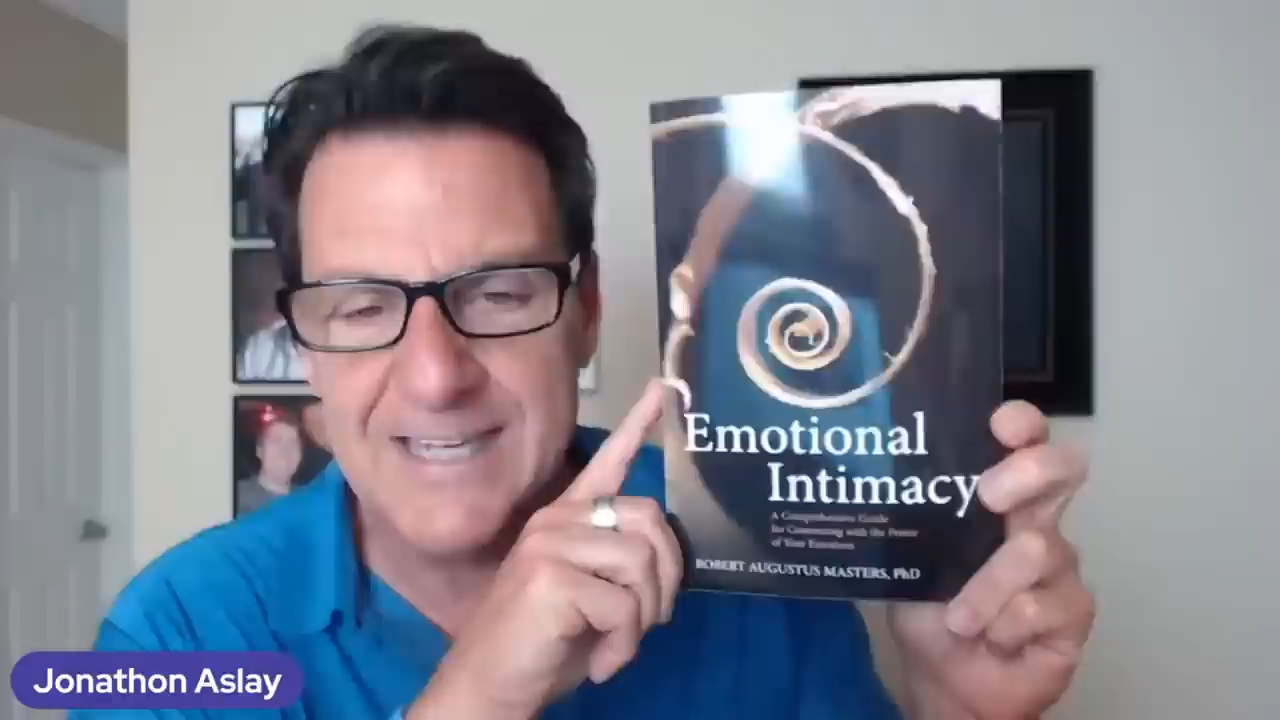 Emotional
Intimacy
A Comprehensive Guide
for Connecting with the Power
of Your Emotions
ROBERT AUGUSTUS MASTERS, PhD
Jonathon Aslay